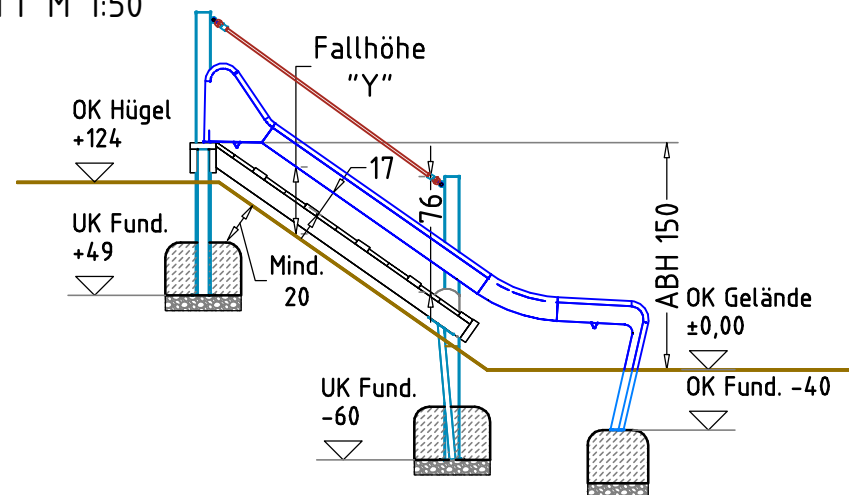 M 1:50
Fallhöhe
"Y"
OK Hügel
+124
17
76
UK Fund.
+49
Mind.
20
ABH 150
OK Gelände
±0,00
UK Fund.
-60
OK Fund. -40